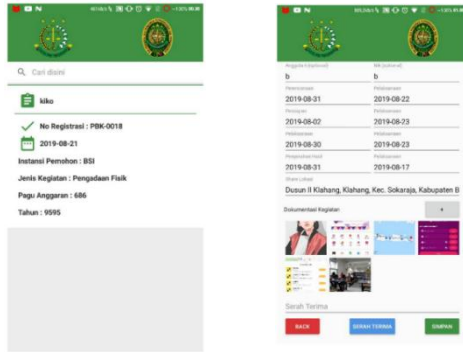 Cari disini
kiko
No Registrasi : PBK-0018
2019-08-21
Instansi Pemohon : BSI
Jenis Kegiatan : Pengadaan Fisik
Pagu Anggaran : 686
Tahun : 9595
b b
2019-08-31 2019-08-22
2019-08-02 2019-08-23
Pelaksanaan
2019-08-30 2019-08-23
2019-08-31 2019-08-17
Dusun II Klahang, Klahang, Kec. Sokaraja, Kabupaten B
Dokumentasi Kegiatan
Serah Terima
BACK SERAH TERIMA SIMPAN